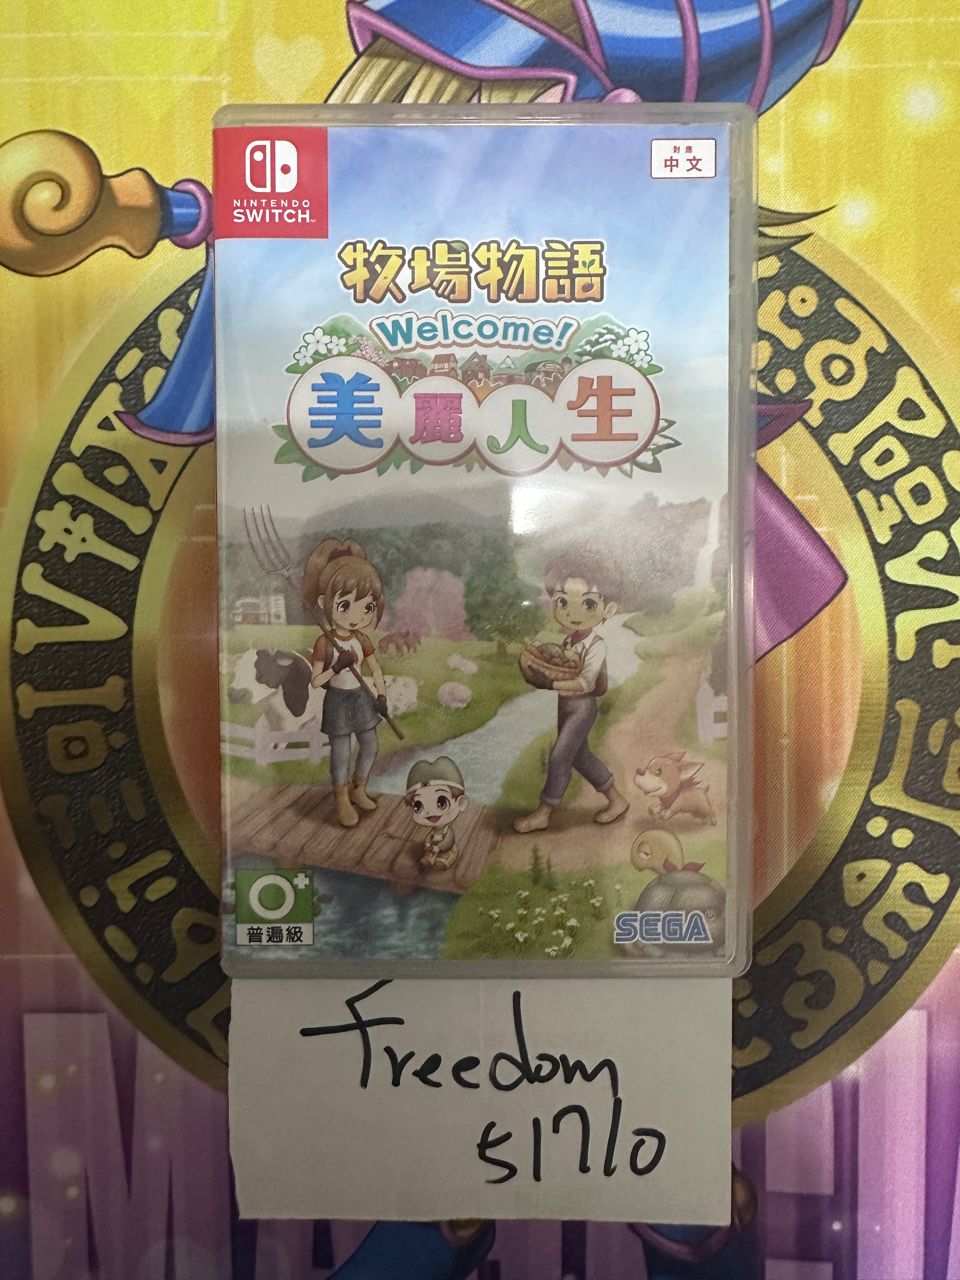 NINTENDO
SWITCH
對應
中文
牧場物語
Welcome!
美麗人生
普遍級
SEGA
Freedom
51710